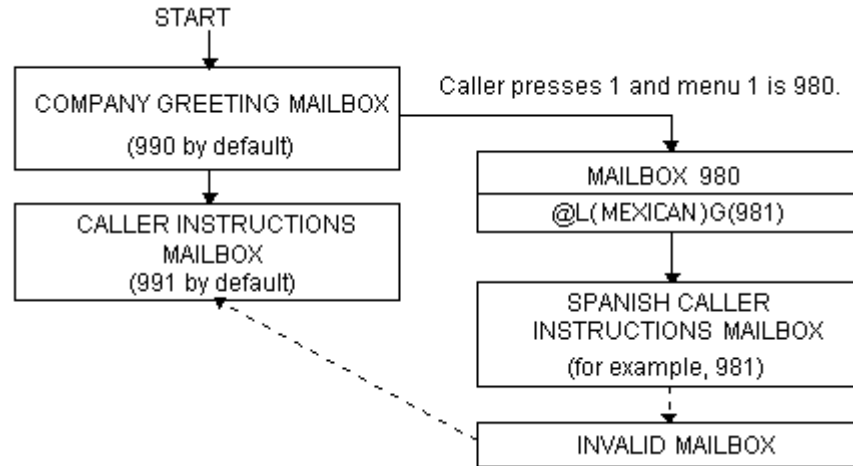 START
COMPANY GREETING MAILBOX
(990 by default)
Caller presses 1 and menu 1 is 980.
MAILBOX 980
@L(MEXICAN)G(981)
CALLER INSTRUCTIONS
MAILBOX
(991 by default)
SPANISH CALLER
INSTRUCTIONS MAILBOX
(for example, 981)
INVALID MAILBOX